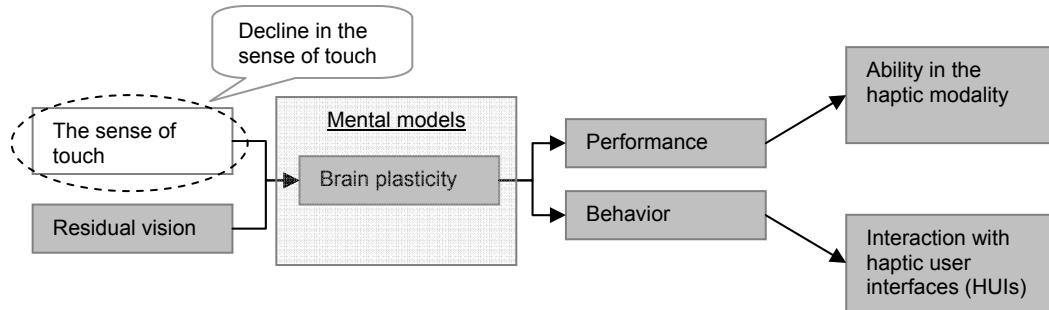 Decline in the
sense of touch
The sense of
touch
Residual vision
Mental models
Brain plasticity
Performance
Behavior
Ability in the
haptic modality
Interaction with
haptic user
interfaces (HUIs)